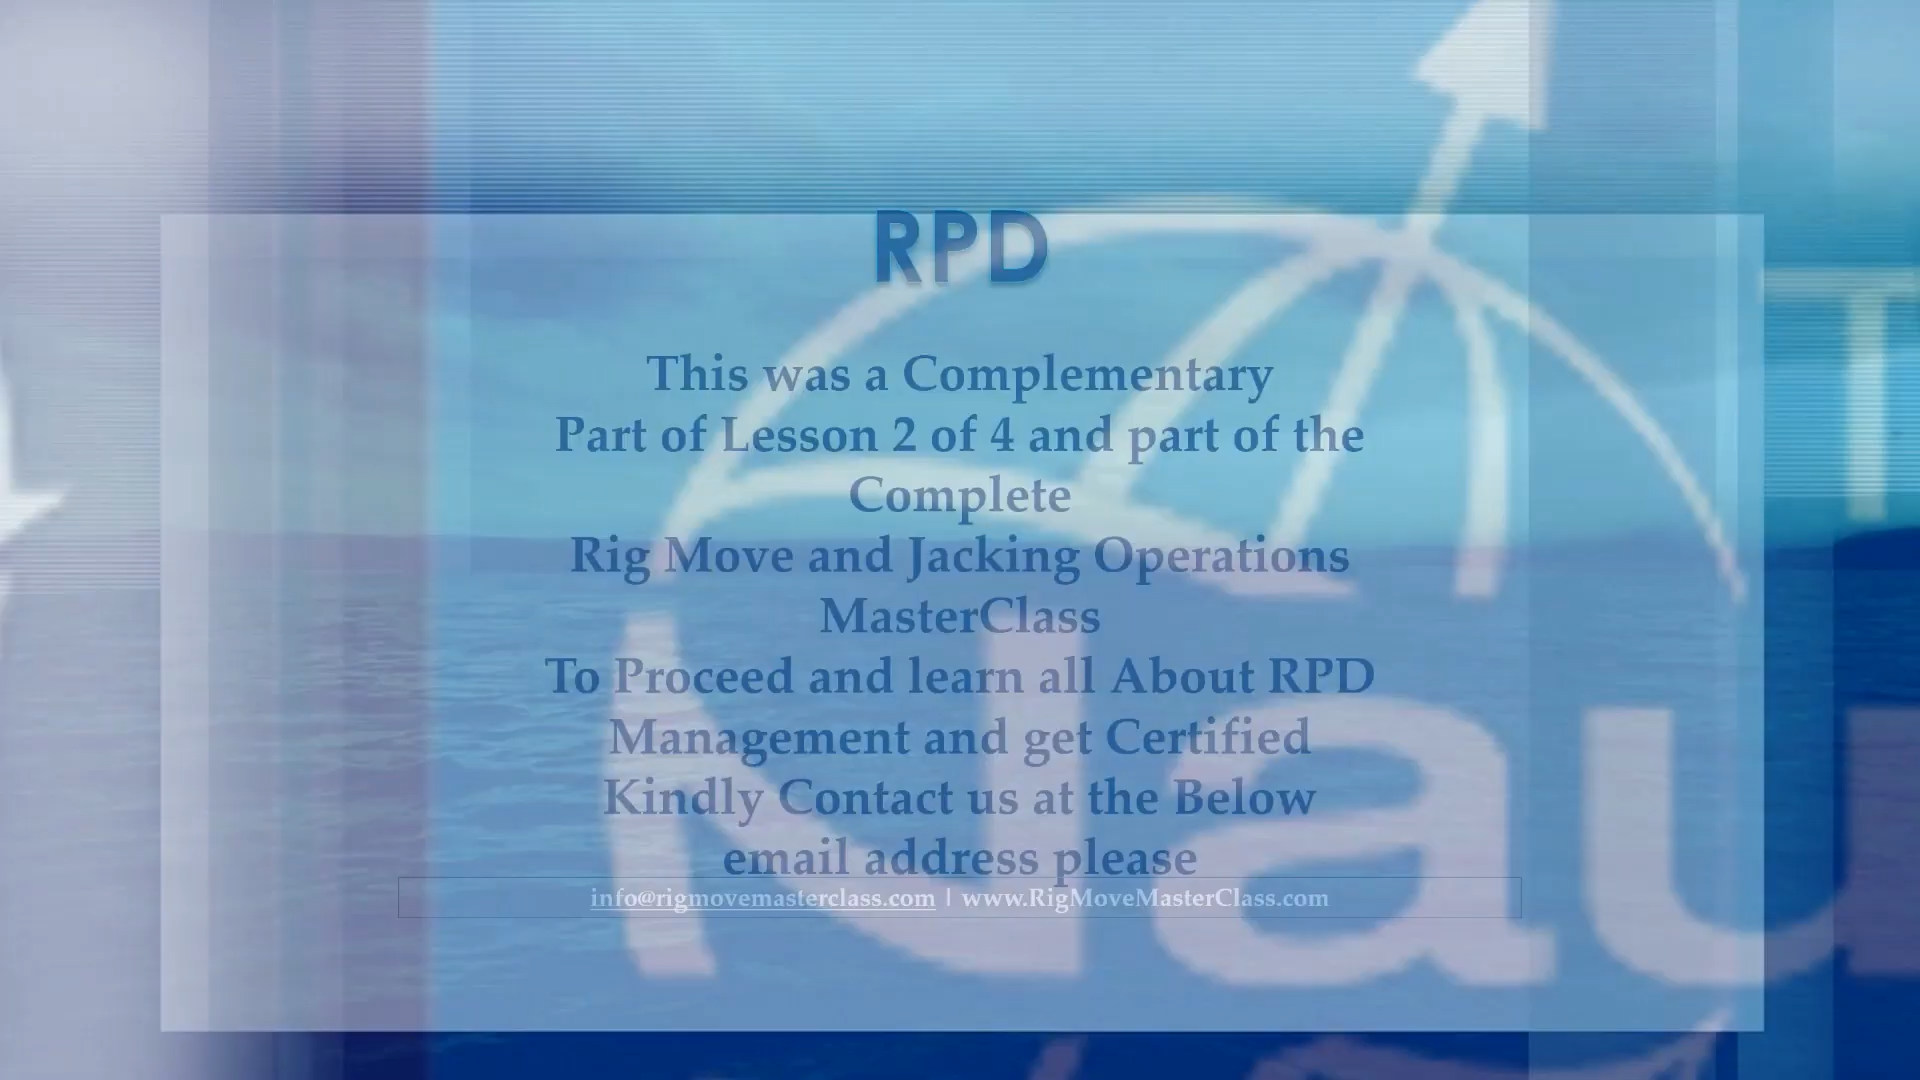 RPD
This was a Complementary
Part of Lesson 2 of 4 and part of the
Complete
Rig Move and Jacking Operations
MasterClass
To Proceed and learn all About RPD
Management and get Certified
Kindly Contact us at the Below
email address please
info@rigmovemasterclass.com | www.RigMoveMasterClass.com
Nau
T